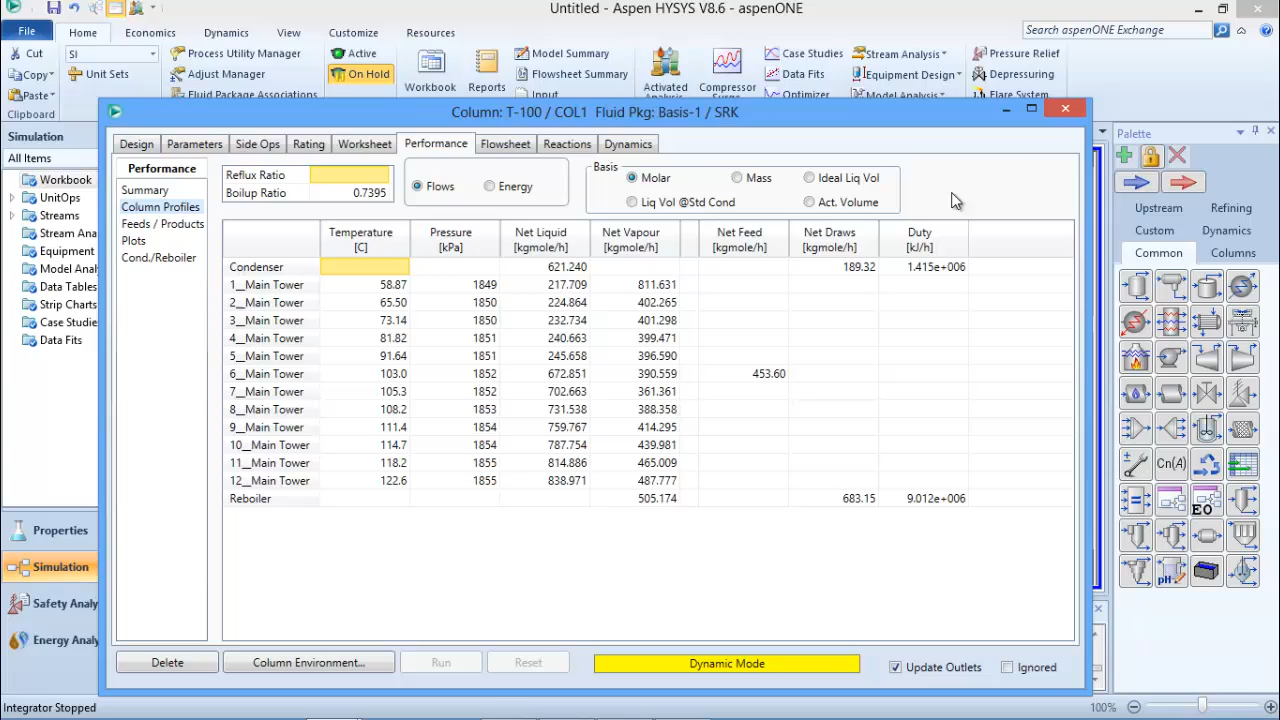 Untitled - Aspen HYSYS V8.6 - aspenONE
File
Home
Economics
Dynamics
View
Customize
Resources
Search aspenONE Exchange
Cut
SI
Process Utility Manager
Active
Model Summary
Case Studies
Stream Analysis
Pressure Relief
Copy
Unit Sets
Adjust Manager
On Hold
Flowsheet Summary
Data Fits
Equipment Design
Depressuring
Paste
Fluid Package Associations
Workbook
Reports
Input
Activated
Compressor
Optimizer
Model Analysis
Flare System
Clipboard
Column: T-100 / COL1 Fluid Pkg: Basis-1 / SRK
Simulation
All Items
Workbook
UnitOps
Streams
Stream Ana
Equipment
Model Analy
Data Tables
Strip Charts
Case Studie
Data Fits
Properties
Simulation
Safety Analy
Energy Analy
Design
Parameters
Side Ops
Rating
Worksheet
Performance
Flowsheet
Reactions
Dynamics
Performance
Summary
Column Profiles
Feeds / Products
Plots
Cond./Reboiler
Reflux Ratio
Boilup Ratio 0.7395
Flows
Energy
Basis
Molar
Mass
Ideal Liq Vol
Liq Vol @Std Cond
Act. Volume
Temperature Pressure Net Liquid Net Vapour Net Feed Net Draws Duty
[C] [kPa] [kgmole/h] [kgmole/h] [kgmole/h] [kgmole/h] [kJ/h]
Condenser 621.240 189.32 1.415e+006
1__Main Tower 58.87 1849 217.709 811.631
2__Main Tower 65.50 1850 224.864 402.265
3__Main Tower 73.14 1850 232.734 401.298
4__Main Tower 81.82 1851 240.663 399.471
5__Main Tower 91.64 1851 245.658 396.590
6__Main Tower 103.0 1852 672.851 390.559 453.60
7__Main Tower 105.3 1852 702.663 361.361
8__Main Tower 108.2 1853 731.538 388.358
9__Main Tower 111.4 1854 759.767 414.295
10__Main Tower 114.7 1854 787.754 439.981
11__Main Tower 118.2 1855 814.886 465.009
12__Main Tower 122.6 1855 838.971 487.777
Reboiler 505.174 683.15 9.012e+006
Delete
Column Environment...
Run
Reset
Dynamic Mode
Update Outlets
Ignored
Palette
Upstream
Refining
Custom
Dynamics
Common
Columns
Cn(A)
EO
pH
Integrator Stopped
100%